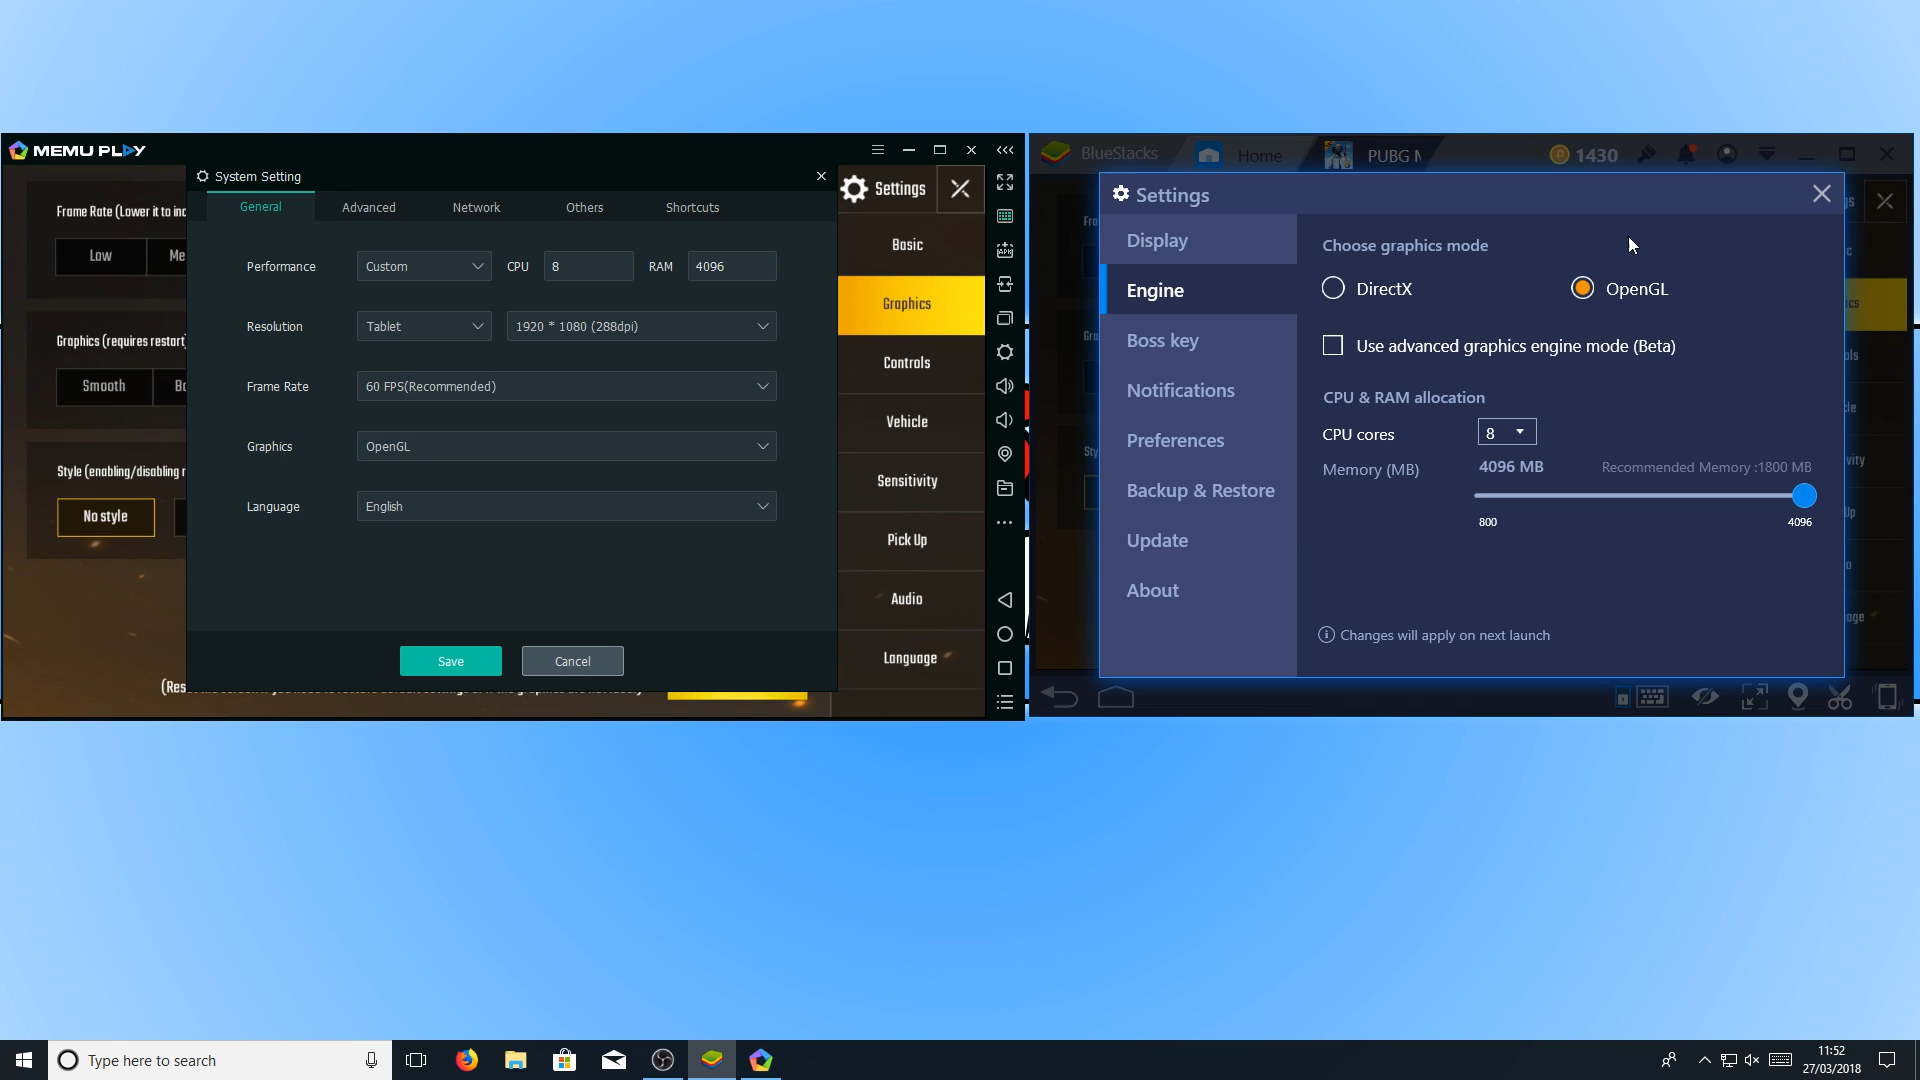 MEMU PLAY
System Setting
General
Advanced
Network
Others
Shortcuts
Performance
Custom
CPU
8
RAM
4096
Resolution
Tablet
1920 * 1080 (288dpi)
Frame Rate
60 FPS(Recommended)
Graphics
OpenGL
Language
English
Save
Cancel
Frame Rate (Lower it to inc
Low
Me
Graphics (requires restart)
Smooth
Style (enabling/disabling r
No style
Settings
Basic
Graphics
Controls
Vehicle
Sensitivity
Pick Up
Audio
Language
BlueStacks
Home
PUBG M
1430
Settings
Display
Engine
Boss key
Notifications
Preferences
Backup & Restore
Update
About
Choose graphics mode
DirectX
OpenGL
Use advanced graphics engine mode (Beta)
CPU & RAM allocation
CPU cores
8
Memory (MB)
4096 MB
Recommended Memory :1800 MB
800
4096
Changes will apply on next launch
Type here to search
11:52
27/03/2018